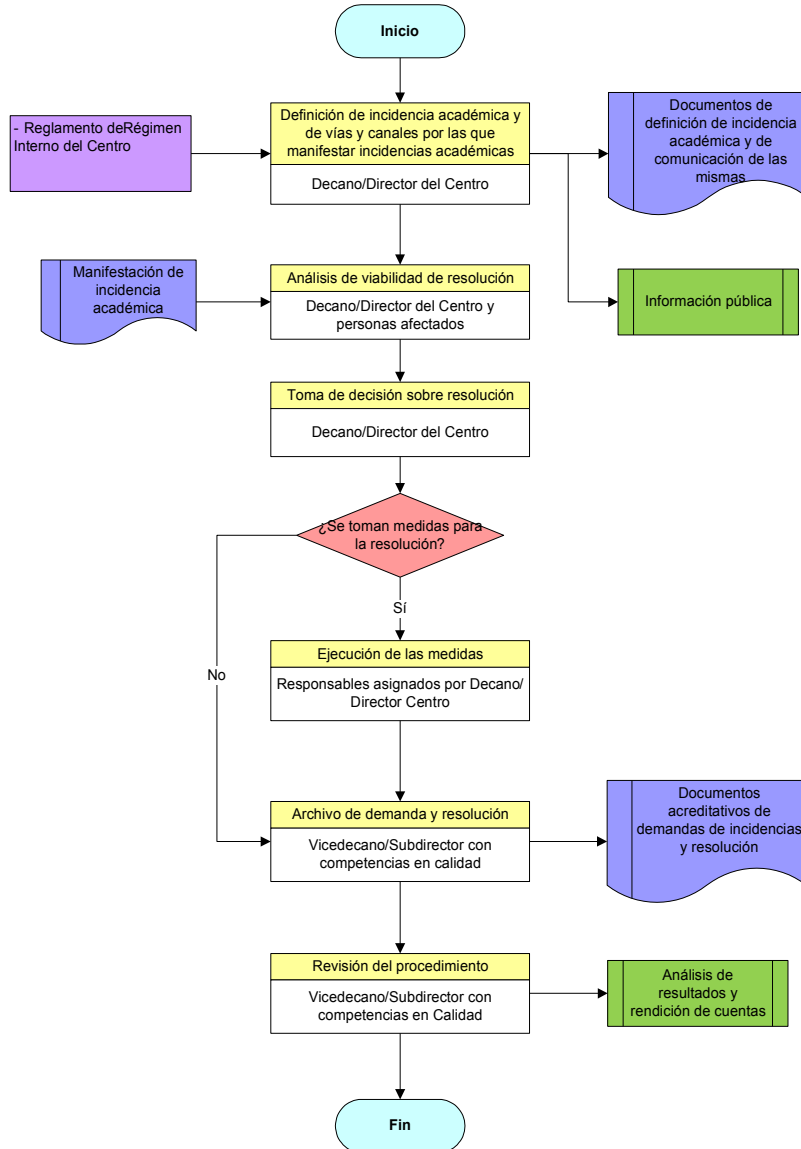 Inicio
- Reglamento deRégimen
Interno del Centro
Definición de incidencia académica y
de vías y canales por las que
manifestar incidencias académicas
Decano/Director del Centro
Documentos de
definición de incidencia
académica y de
comunicación de las
mismas
Manifestación de
incidencia
académica
Análisis de viabilidad de resolución
Decano/Director del Centro y
personas afectados
Información pública
Toma de decisión sobre resolución
Decano/Director del Centro
¿Se toman medidas para
la resolución?
Sí
No
Ejecución de las medidas
Responsables asignados por Decano/
Director Centro
Archivo de demanda y resolución
Vicedecano/Subdirector con
competencias en calidad
Documentos
acreditativos de
demandas de incidencias
y resolución
Revisión del procedimiento
Vicedecano/Subdirector con
competencias en Calidad
Análisis de
resultados y
rendición de cuentas
Fin